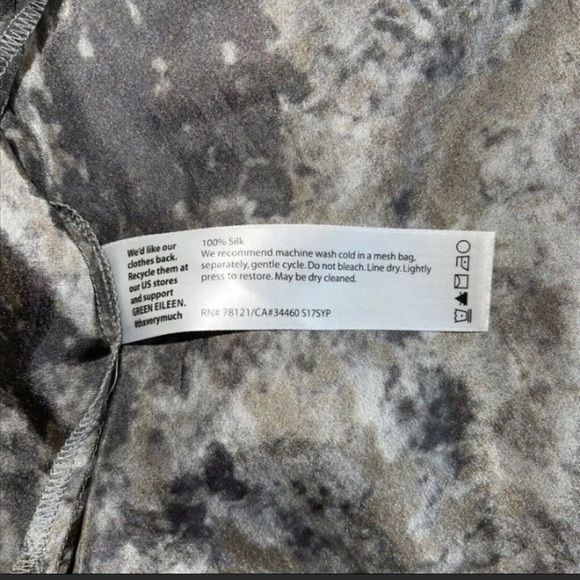 We'd like our
clothes back.
Recycle them at
our US stores
and support
GREEN EILEEN.
#tbxverymuch
100% Silk
We recommend machine wash cold in a mesh bag,
separately, gentle cycle. Do not bleach. Line dry. Lightly
press to restore. May be dry cleaned.
RN# 78121/CA#34460 S17SYP